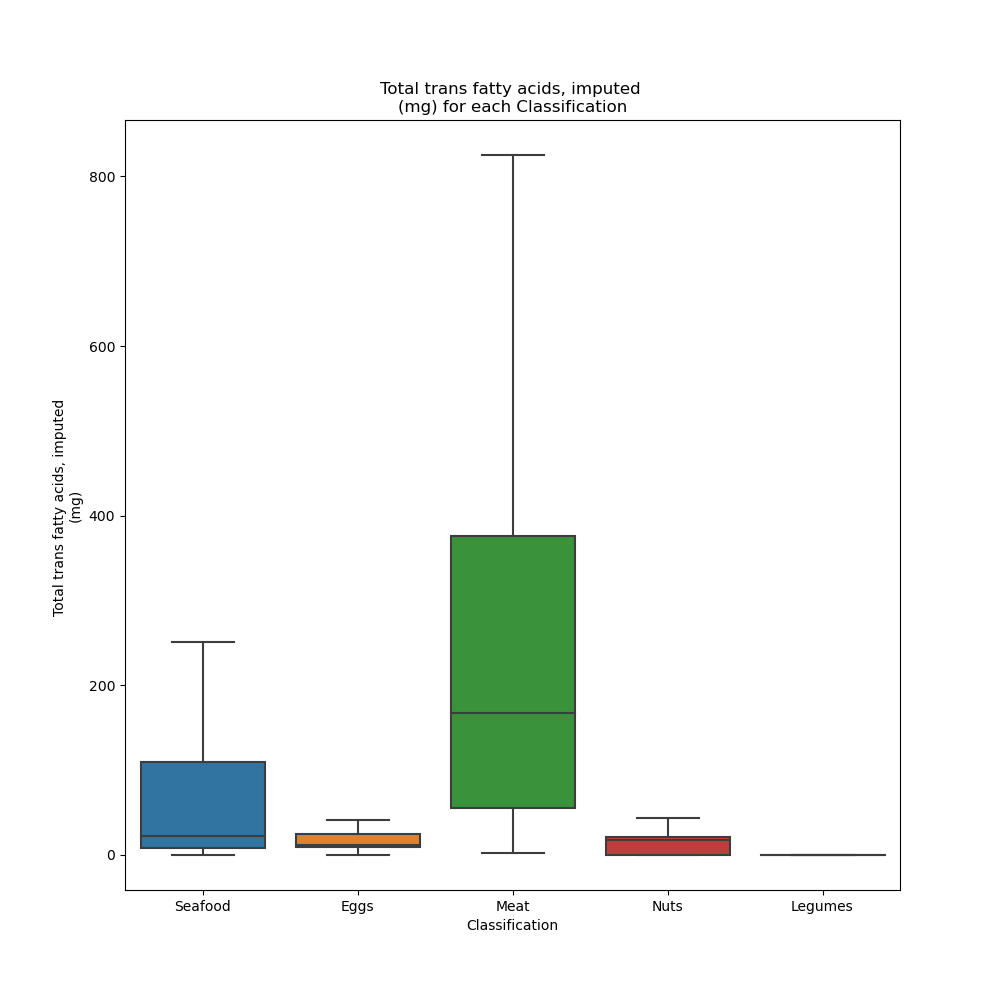 Total trans fatty acids, imputed
(mg) for each Classification
800
600
400
200
0
Total trans fatty acids, imputed
(mg)
Seafood
Eggs
Meat
Nuts
Legumes
Classification